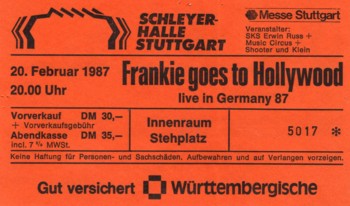 SCHLEYER-
HALLE
STUTTGART
Messe Stuttgart
Veranstalter:
SKS Erwin Russ +
Music Circus +
Shooter und Klein
20. Februar 1987
20.00 Uhr
Frankie goes to Hollywood
live in Germany 87
Vorverkauf DM 30,—
+ Vorverkaufsgebühr
Abendkasse DM 35,—
incl. 7 % MWSt.
Innenraum
Stehplatz
5017 *
Keine Haftung für Personen- und Sachschäden. Aufbewahren und auf Verlangen vorzeigen.
Gut versichert Württembergische